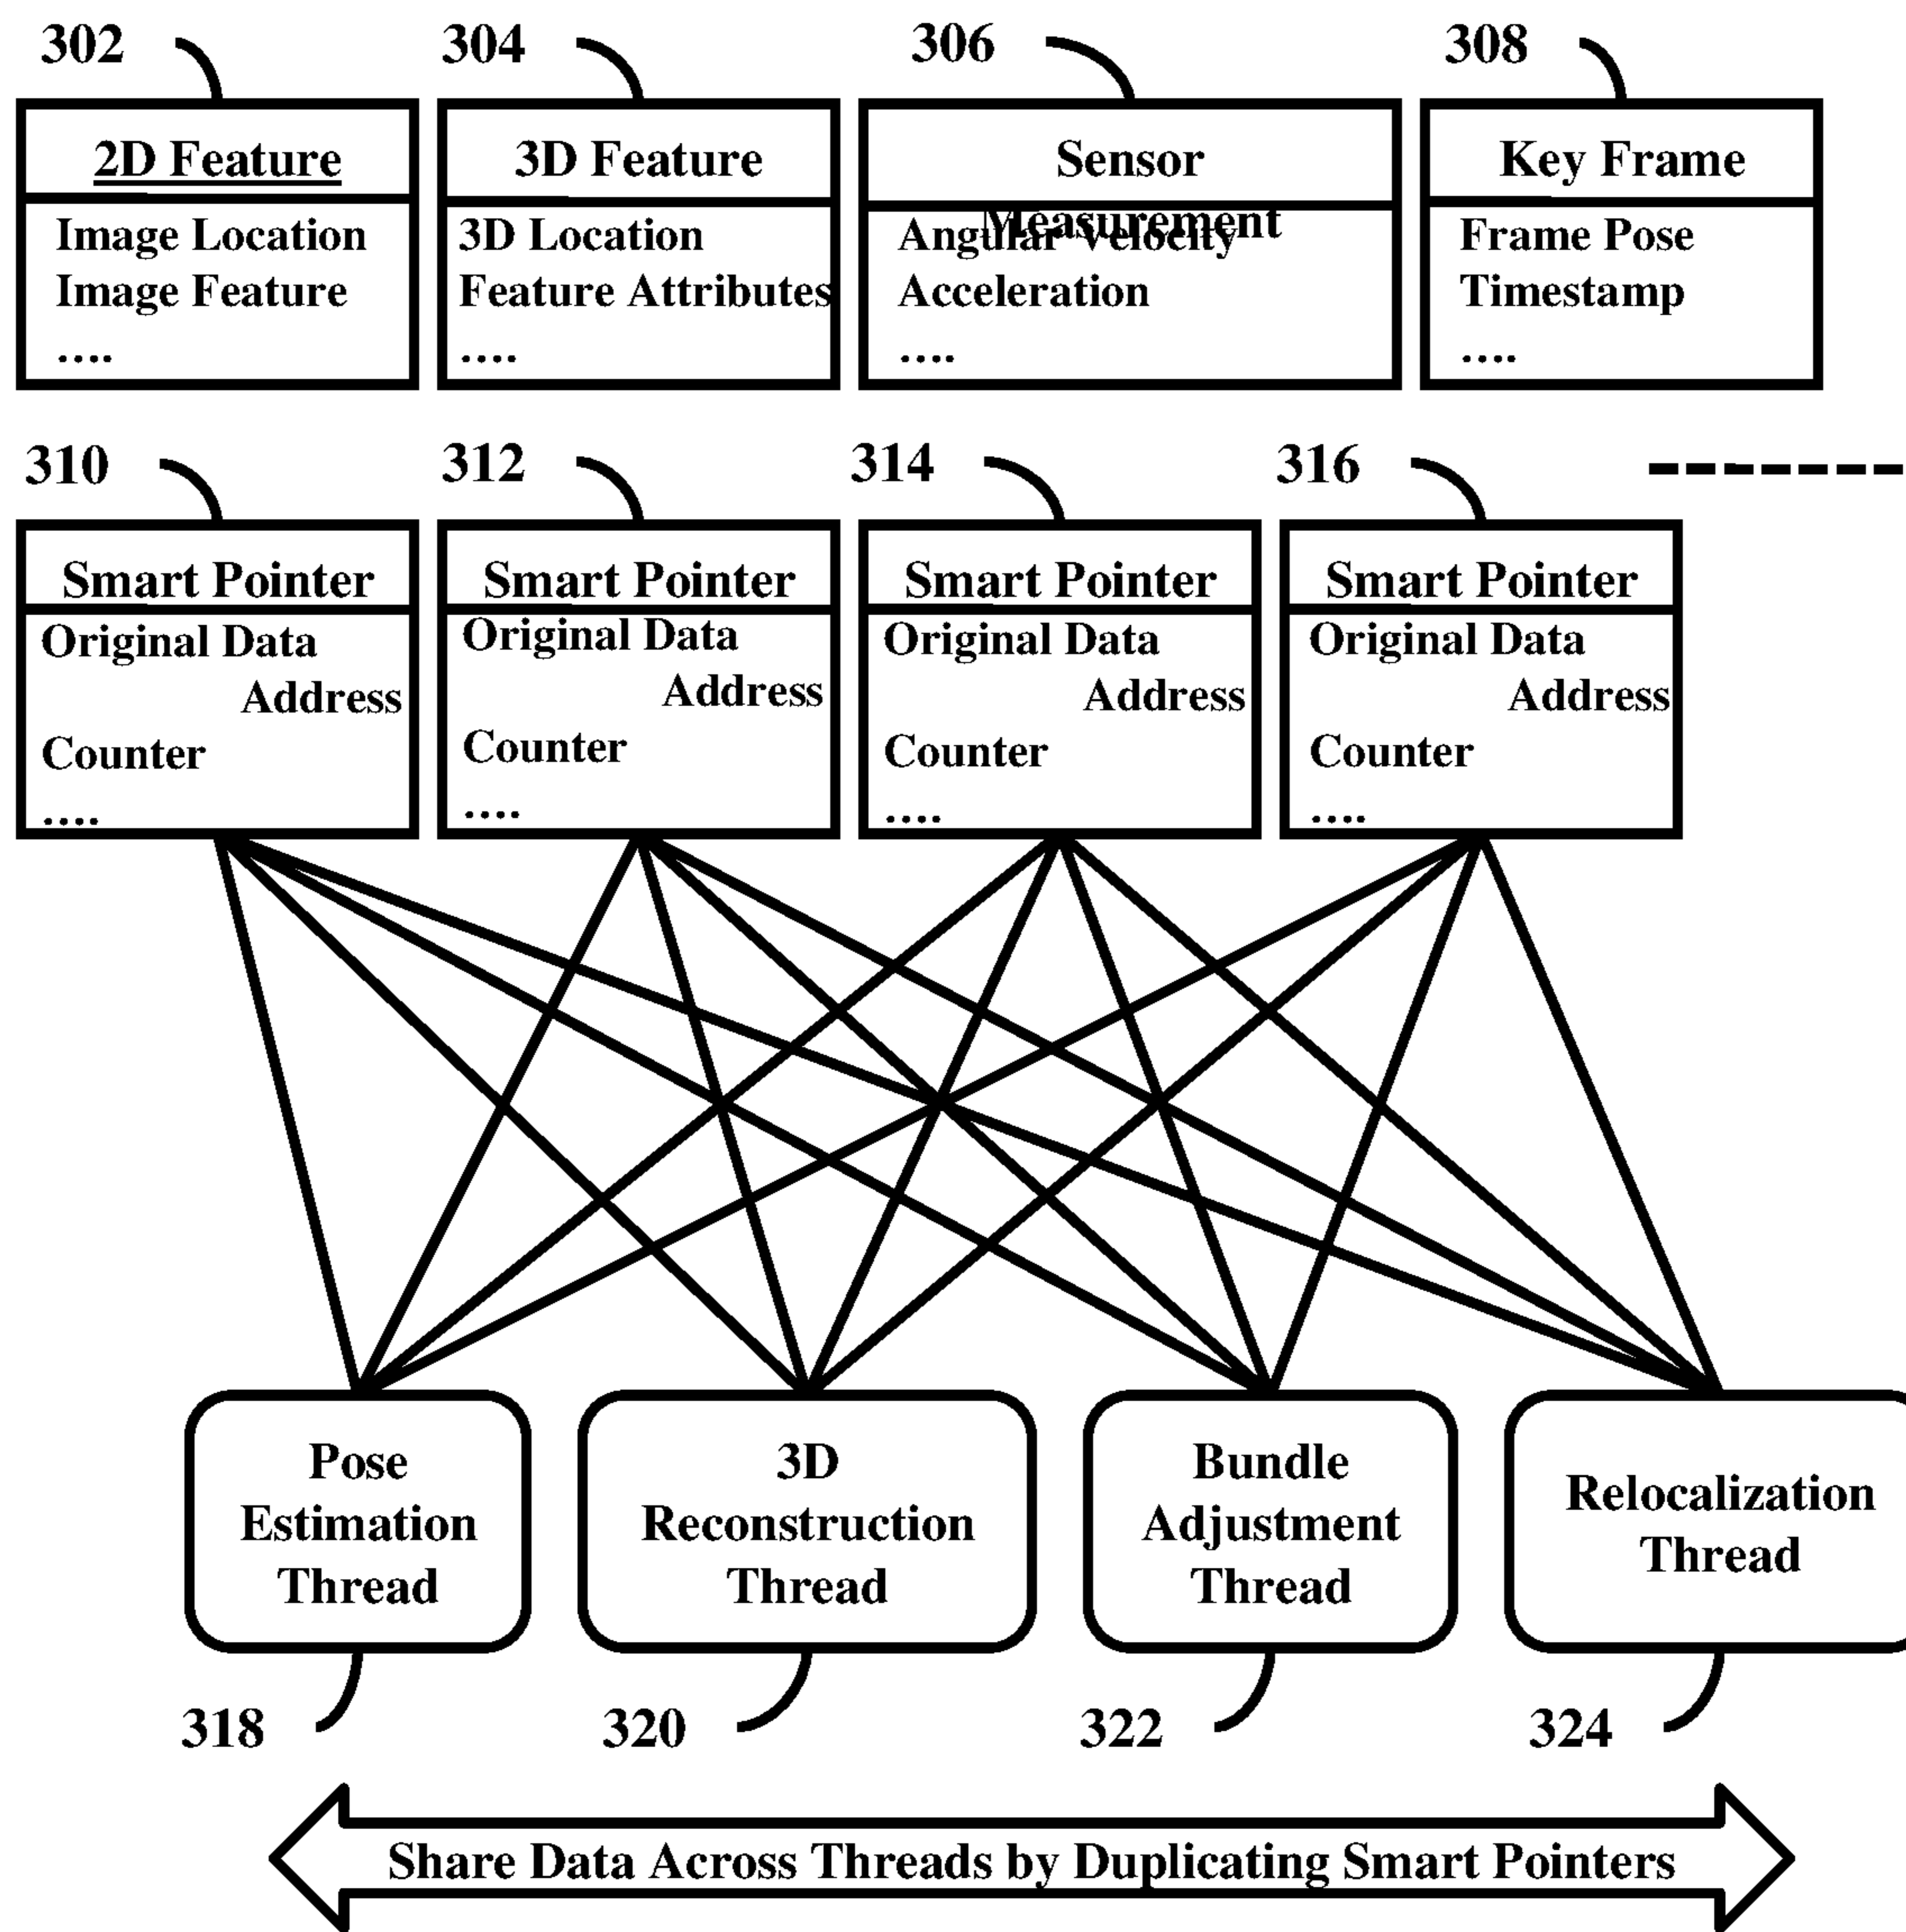 302
304
306
308
2D Feature
3D Feature
Sensor
Measurement
Key Frame
Image Location
Image Feature
....
3D Location
Feature Attributes
....
Angular Velocity
Acceleration
....
Frame Pose
Timestamp
....
310
312
314
316
Smart Pointer
Original Data
Address
Counter
....
Smart Pointer
Original Data
Address
Counter
....
Smart Pointer
Original Data
Address
Counter
....
Smart Pointer
Original Data
Address
Counter
....
Pose
Estimation
Thread
3D
Reconstruction
Thread
Bundle
Adjustment
Thread
Relocalization
Thread
318
320
322
324
Share Data Across Threads by Duplicating Smart Pointers